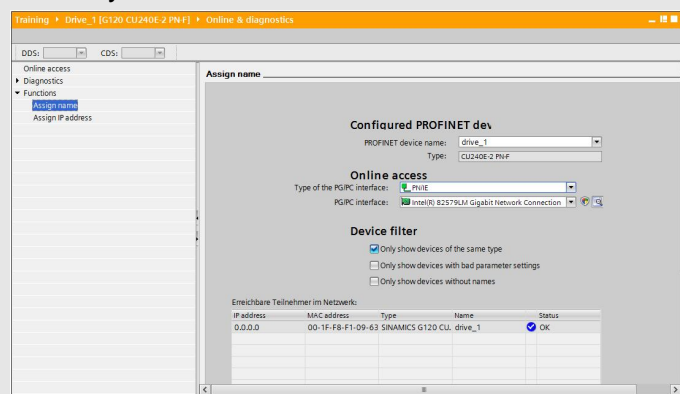 Training ▸ Drive_1 [G120 CU240E-2 PN-F] ▸ Online & diagnostics
DDS: CDS:
Online access
Diagnostics
Functions
Assign name
Assign IP address
Assign name
Configured PROFINET dev
PROFINET device name: drive_1
Type: CU240E-2 PN-F
Online access
Type of the PG/PC interface: PN/IE
PG/PC interface: Intel(R) 82579LM Gigabit Network Connection
Device filter
Only show devices of the same type
Only show devices with bad parameter settings
Only show devices without names
Erreichbare Teilnehmer im Netzwerk:
IP address MAC address Type Name Status
0.0.0.0 00-1F-F8-F1-09-63 SINAMICS G120 CU. drive_1 OK